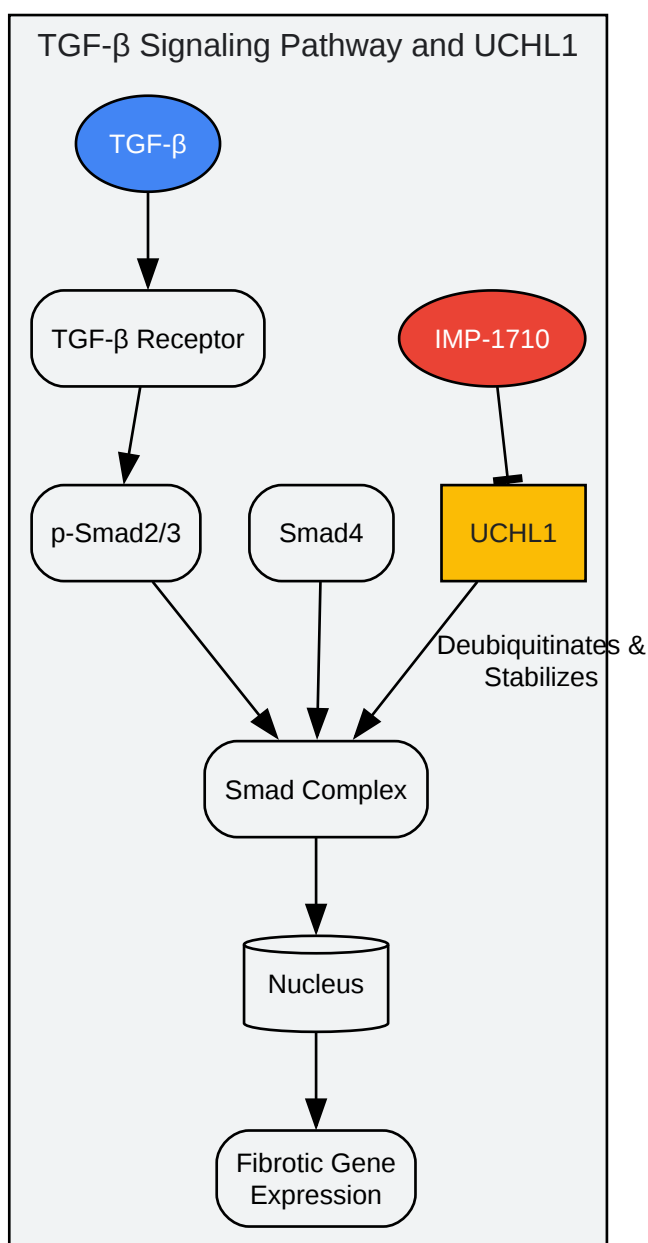 TGF-β Signaling Pathway and UCHL1
TGF-β
TGF-β Receptor
IMP-1710
p-Smad2/3
Smad4
UCHL1
Deubiquitinates &
Stabilizes
Smad Complex
Nucleus
Fibrotic Gene
Expression